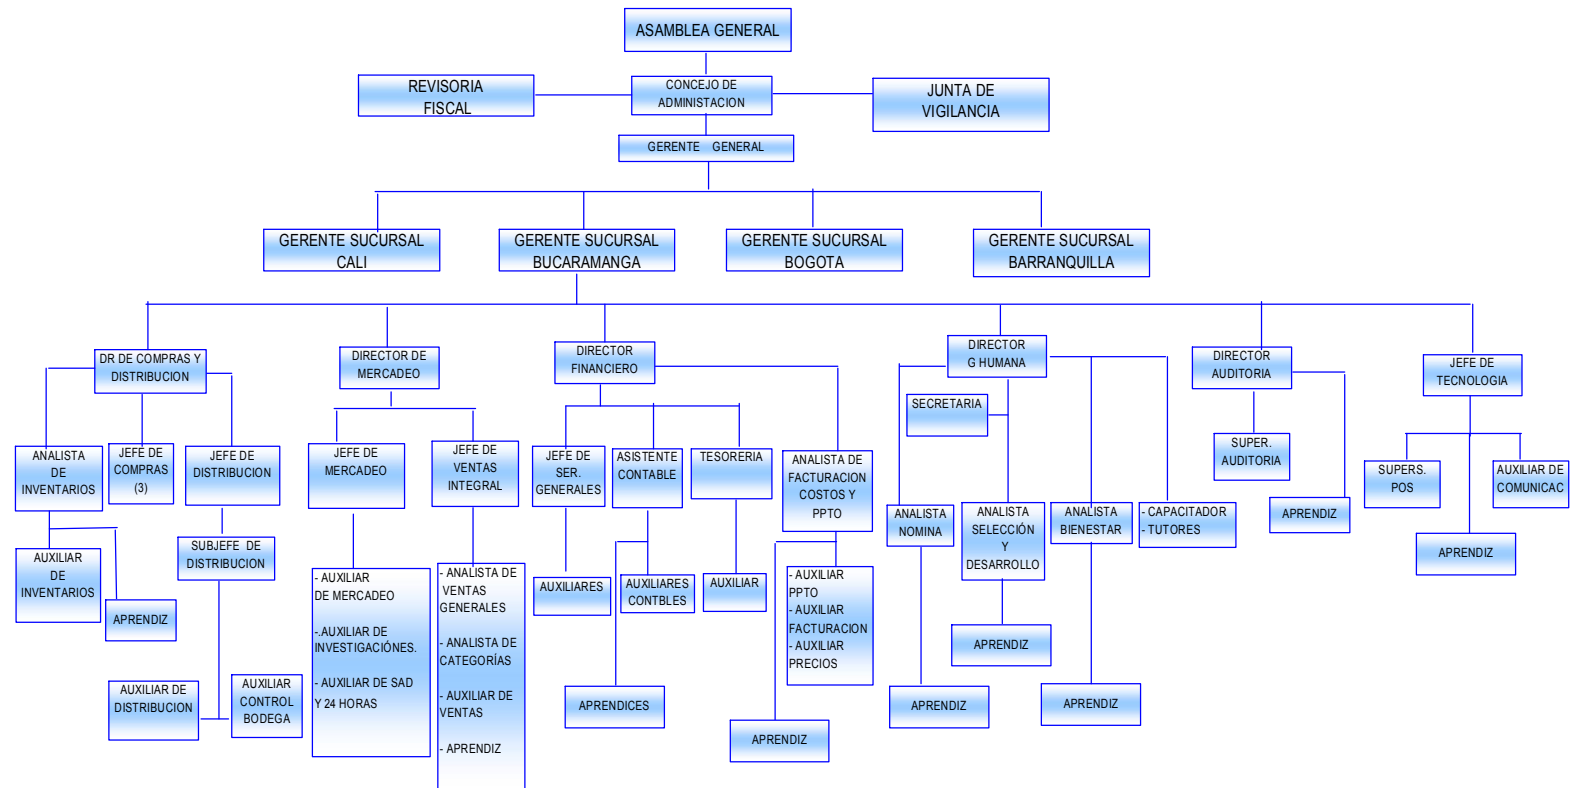 ASAMBLEA GENERAL
REVISORIA
FISCAL
CONCEJO DE
ADMINISTACION
JUNTA DE
VIGILANCIA
GERENTE GENERAL
GERENTE SUCURSAL
CALI
GERENTE SUCURSAL
BUCARAMANGA
GERENTE SUCURSAL
BOGOTA
GERENTE SUCURSAL
BARRANQUILLA
DR DE COMPRAS Y
DISTRIBUCION
DIRECTOR DE
MERCADEO
DIRECTOR
FINANCIERO
DIRECTOR
G HUMANA
DIRECTOR
AUDITORIA
JEFE DE
TECNOLOGIA
SECRETARIA
ANALISTA
DE
INVENTARIOS
JEFE DE
COMPRAS
(3)
JEFE DE
DISTRIBUCION
JEFE DE
MERCADEO
JEFE DE
VENTAS
INTEGRAL
JEFE DE
SER.
GENERALES
ASISTENTE
CONTABLE
TESORERIA
ANALISTA DE
FACTURACION
COSTOS Y
PPTO
SUPER.
AUDITORIA
SUPERS.
POS
AUXILIAR DE
COMUNICAC
ANALISTA
NOMINA
ANALISTA
SELECCIÓN
Y
DESARROLLO
ANALISTA
BIENESTAR
- CAPACITADOR
- TUTORES
APRENDIZ
APRENDIZ
AUXILIAR
DE
INVENTARIOS
APRENDIZ
SUBJEFE DE
DISTRIBUCION
- AUXILIAR
DE MERCADEO
-.AUXILIAR DE
INVESTIGACIÓNES.
- AUXILIAR DE SAD
Y 24 HORAS
- ANALISTA DE
VENTAS
GENERALES
- ANALISTA DE
CATEGORÍAS
- AUXILIAR DE
VENTAS
- APRENDIZ
AUXILIARES
AUXILIARES
CONTBLES
AUXILIAR
- AUXILIAR
PPTO
- AUXILIAR
FACTURACION
- AUXILIAR
PRECIOS
APRENDIZ
AUXILIAR DE
DISTRIBUCION
AUXILIAR
CONTROL
BODEGA
APRENDICES
APRENDIZ
APRENDIZ
APRENDIZ